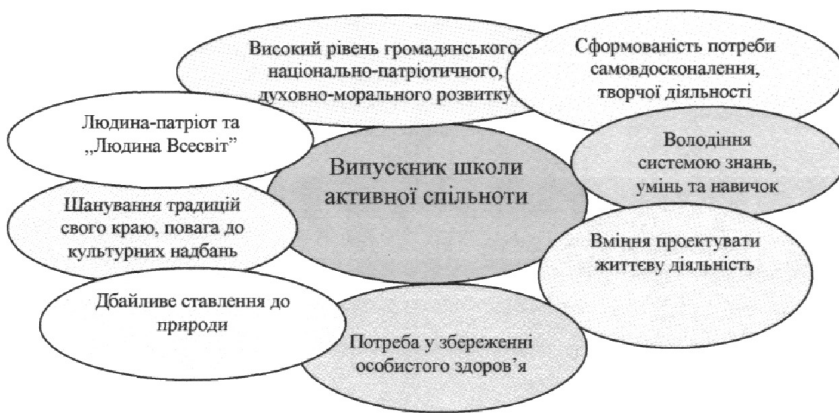 Високий рівень громадянського,
національно-патріотичного,
духовно-морального розвитку
Сформованість потреби
самовдосконалення,
творчої діяльності
Людина-патріот та
„Людина Всесвіт”
Випускник школи
активної спільноти
Володіння
системою знань,
умінь та навичок
Шанування традицій
свого краю, повага до
культурних надбань
Вміння проектувати
життєву діяльність
Дбайливе ставлення до
природи
Потреба у збереженні
особистого здоров’я